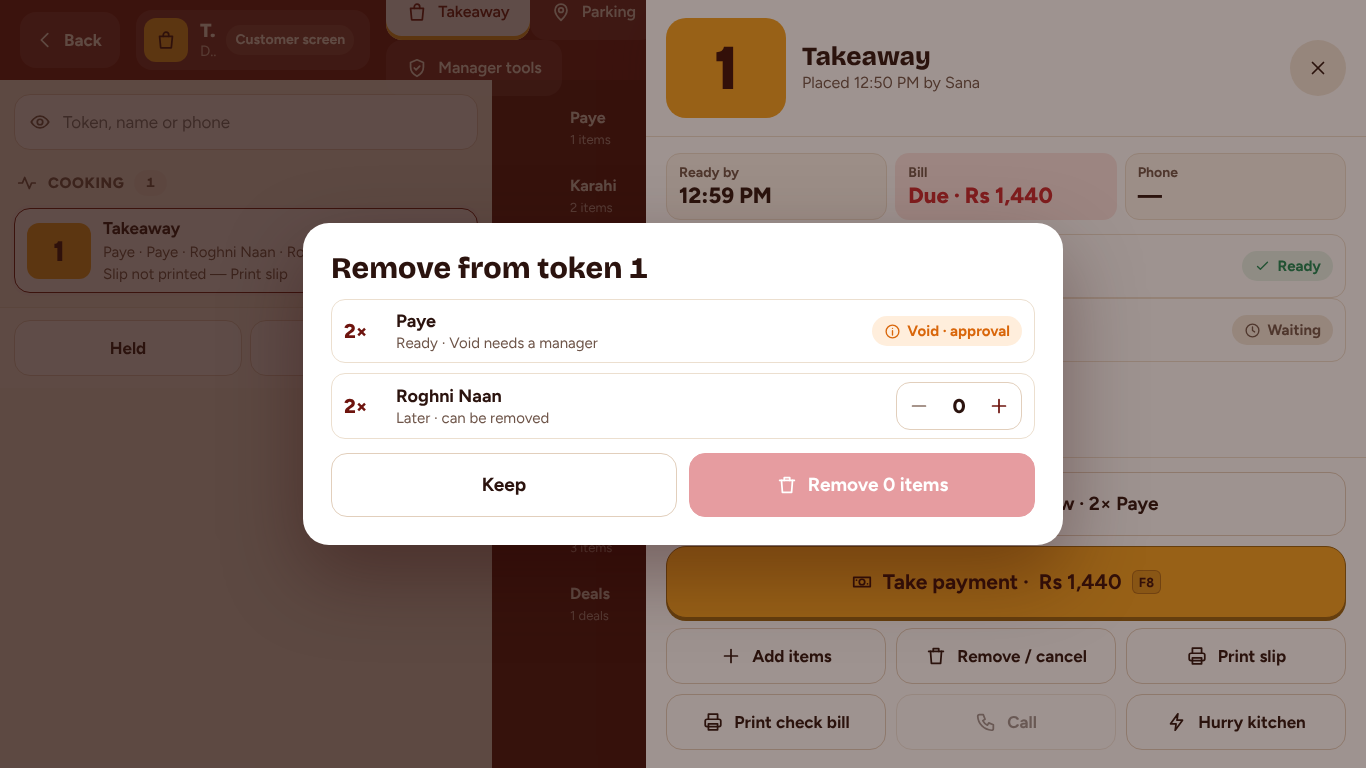 Back
T.
D..
Customer screen
Takeaway
Parking
Manager tools
Token, name or phone
COOKING 1
1
Takeaway
Paye · Paye · Roghni Naan · Ro
Slip not printed — Print slip
Held
Paye
1 items
Karahi
2 items
3 items
Deals
1 deals
1
Takeaway
Placed 12:50 PM by Sana
Ready by
12:59 PM
Bill
Due · Rs 1,440
Phone
—
Ready
Waiting
Remove from token 1
2×
Paye
Ready · Void needs a manager
Void · approval
2×
Roghni Naan
Later · can be removed
0
Keep
Remove 0 items
· 2× Paye
Take payment · Rs 1,440 F8
Add items
Remove / cancel
Print slip
Print check bill
Call
Hurry kitchen